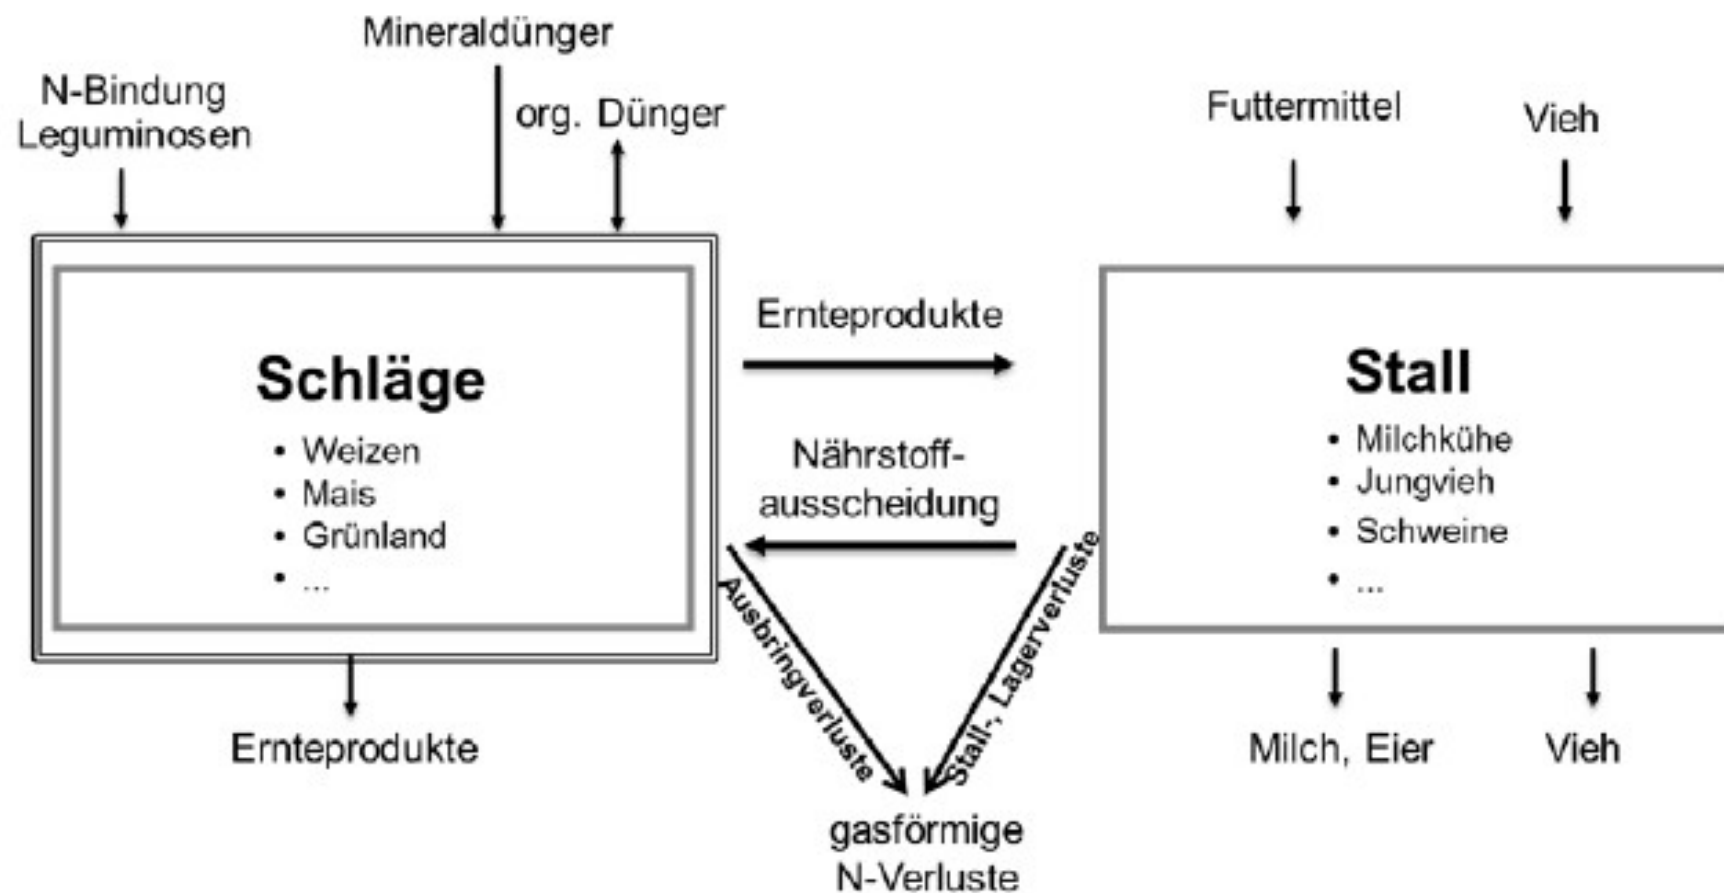 Mineraldünger
N-Bindung
Leguminosen
org. Dünger
Futtermittel
Vieh
Schläge
• Weizen
• Mais
• Grünland
• ...
Ernteprodukte
Nährstoff-
ausscheidung
Stall
• Milchkühe
• Jungvieh
• Schweine
• ...
Ausbringverluste
Stall-, Lagerverluste
Ernteprodukte
Milch, Eier
Vieh
gasförmige
N-Verluste